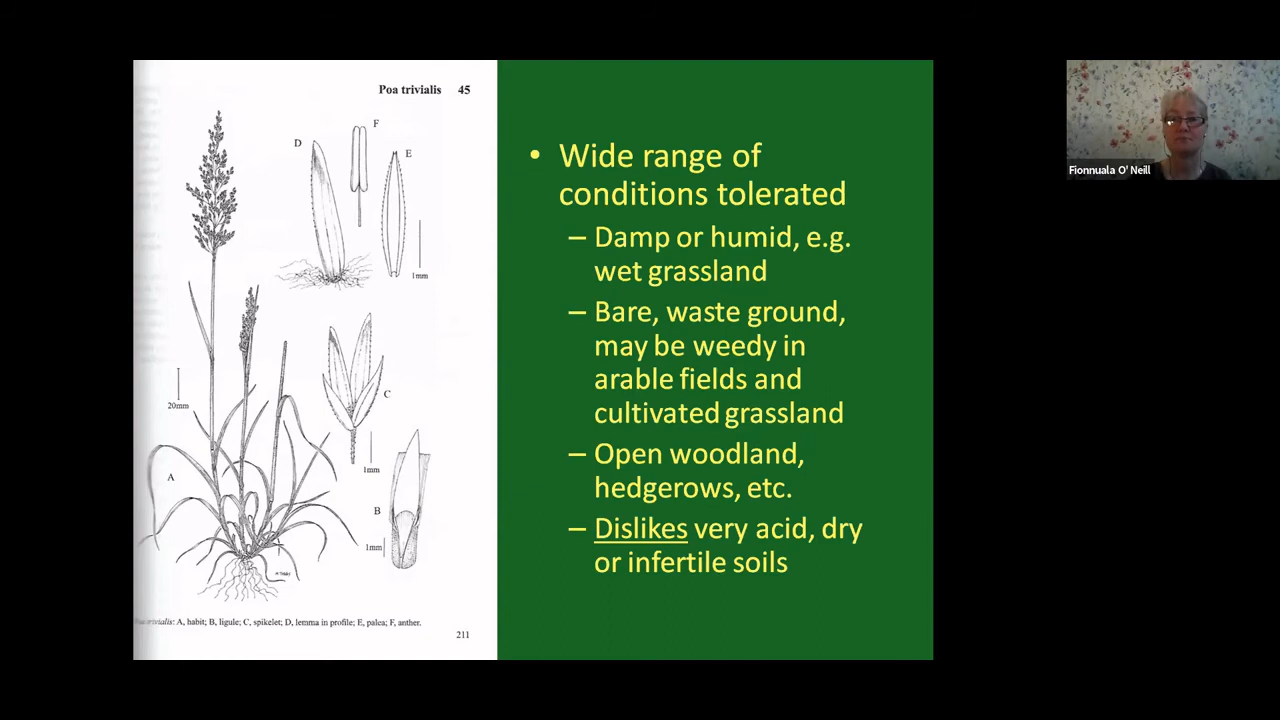 Poa trivialis 45
F
D
E
1mm
20mm
C
1mm
A
B
1mm
trivialis: A, habit; B, ligule; C, spikelet; D, lemma in profile; E, palea; F, anther.
211
• Wide range of
conditions tolerated
– Damp or humid, e.g.
wet grassland
– Bare, waste ground,
may be weedy in
arable fields and
cultivated grassland
– Open woodland,
hedgerows, etc.
– Dislikes very acid, dry
or infertile soils
Fionnuala O' Neill